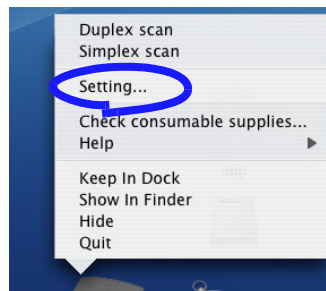 Duplex scan
Simplex scan
Setting...
Check consumable supplies...
Help
Keep In Dock
Show In Finder
Hide
Quit